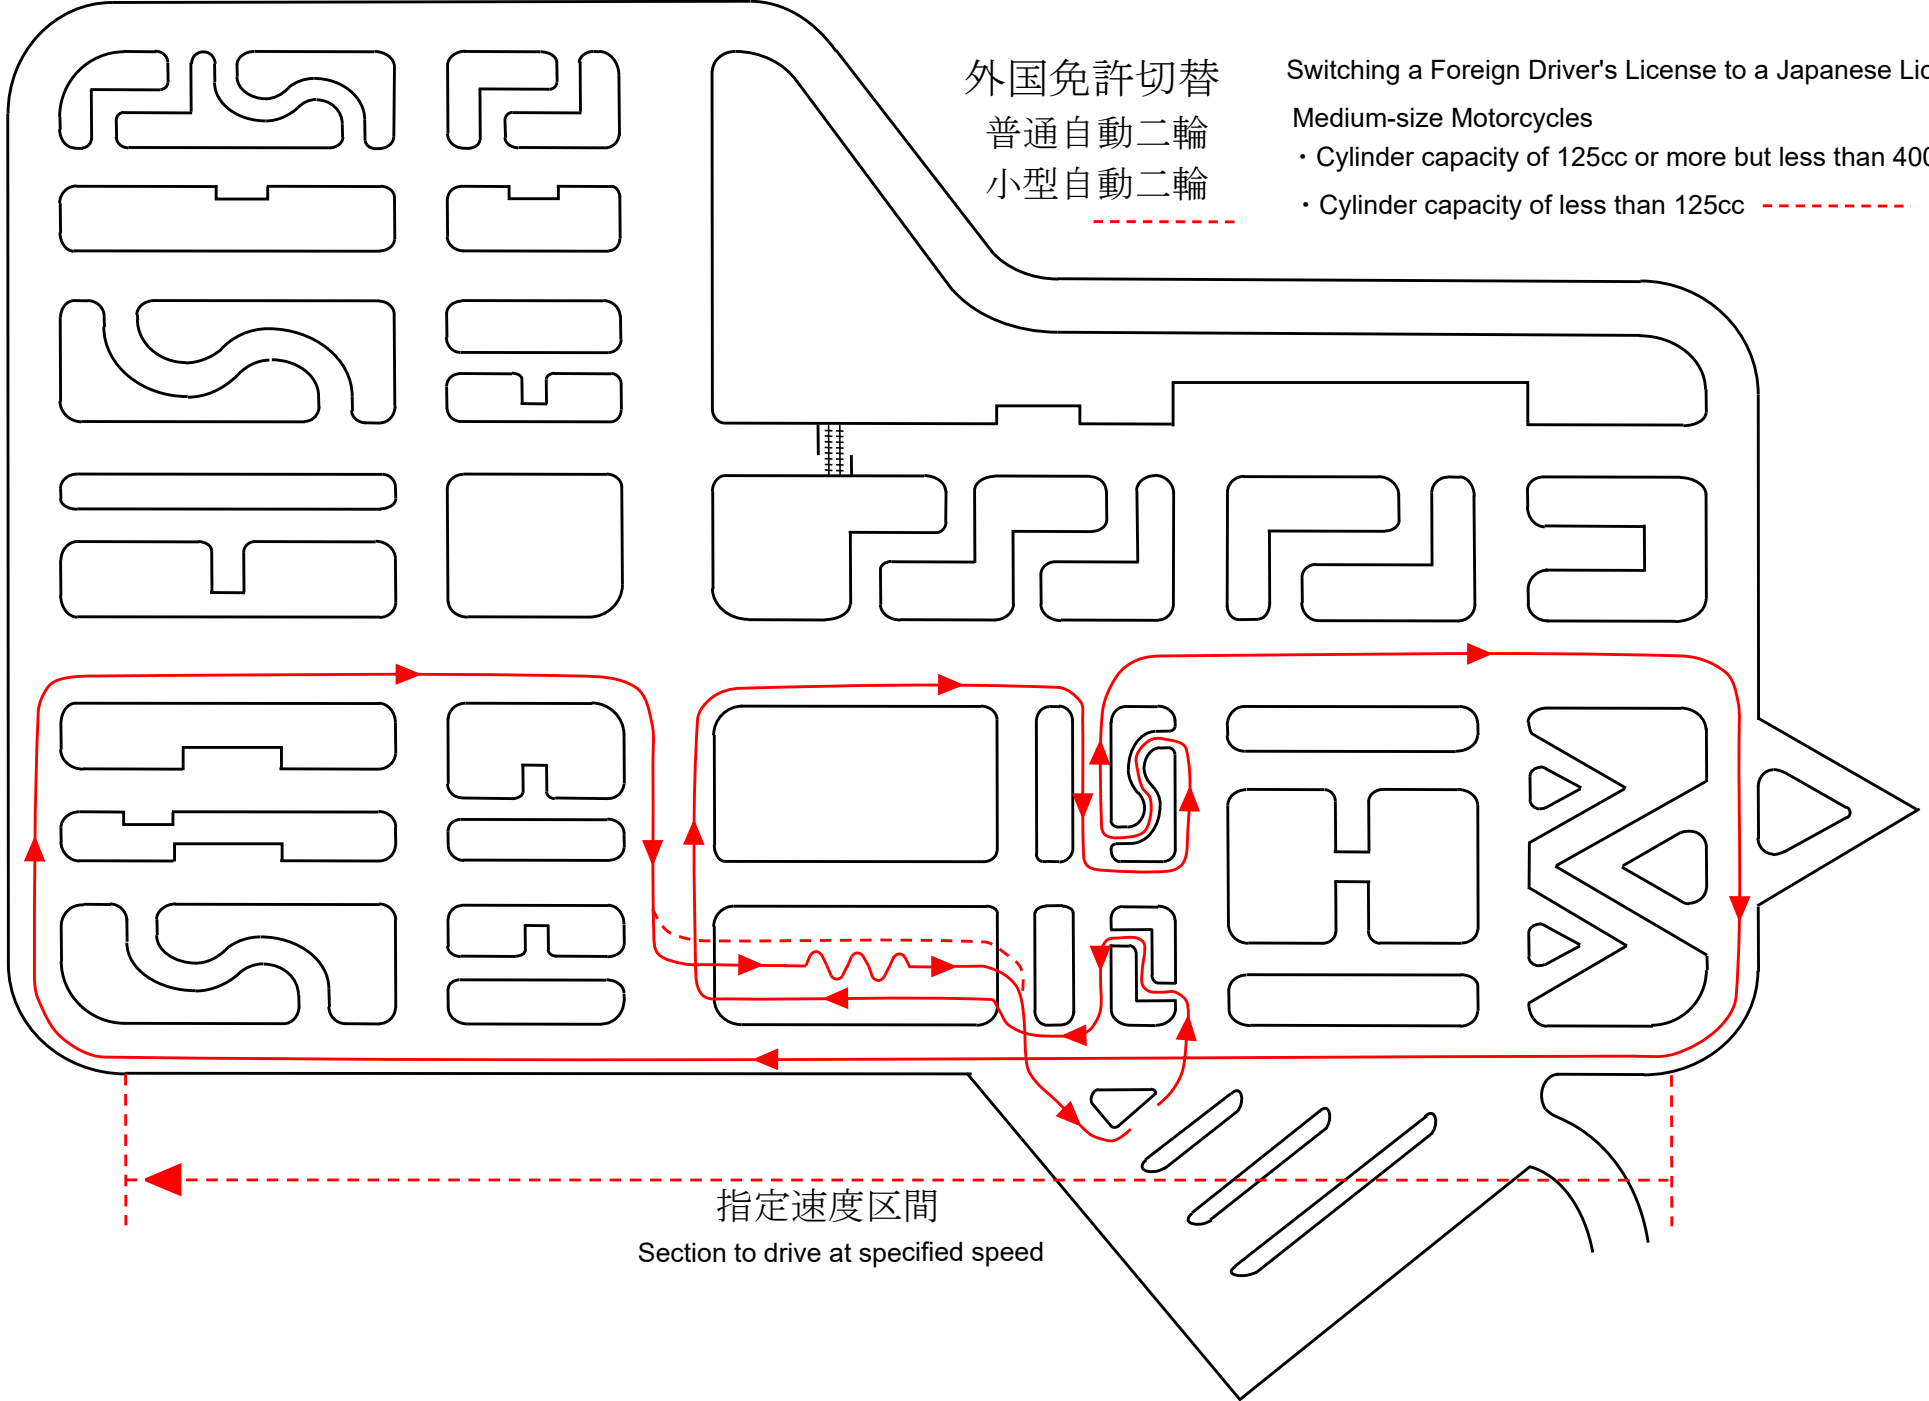 外国免許切替
普通自動二輪
小型自動二輪
Switching a Foreign Driver's License to a Japanese
Medium-size Motorcycles
・Cylinder capacity of 125cc or more but less than
・Cylinder capacity of less than 125cc
指定速度区間
Section to drive at specified speed